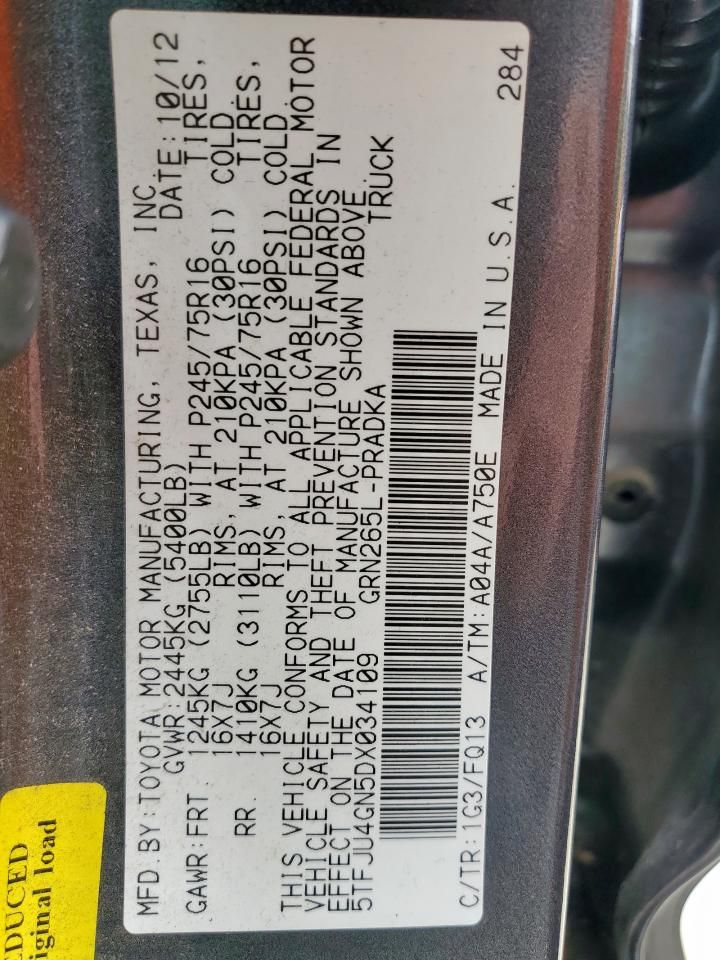 MFD.BY:TOYOTA MOTOR MANUFACTURING, TEXAS, INC.
GVWR:2445KG (5400LB) DATE:10/12
GAWR:FRT. 1245KG (2755LB) WITH P245/75R16 TIRES,
16X7J RIMS, AT 210KPA (30PSI) COLD
RR. 1410KG (3110LB) WITH P245/75R16 TIRES,
16X7J RIMS, AT 210KPA (30PSI) COLD
THIS VEHICLE CONFORMS TO ALL APPLICABLE FEDERAL MOTOR
VEHICLE SAFETY AND THEFT PREVENTION STANDARDS IN
EFFECT ON THE DATE OF MANUFACTURE SHOWN ABOVE.
5TFJU4GN5DX034109 GRN265L-PRADKA TRUCK
C/TR:1G3/FQ13 A/TM:A04A/A750E MADE IN U.S.A.
284
EDUCED
iginal load